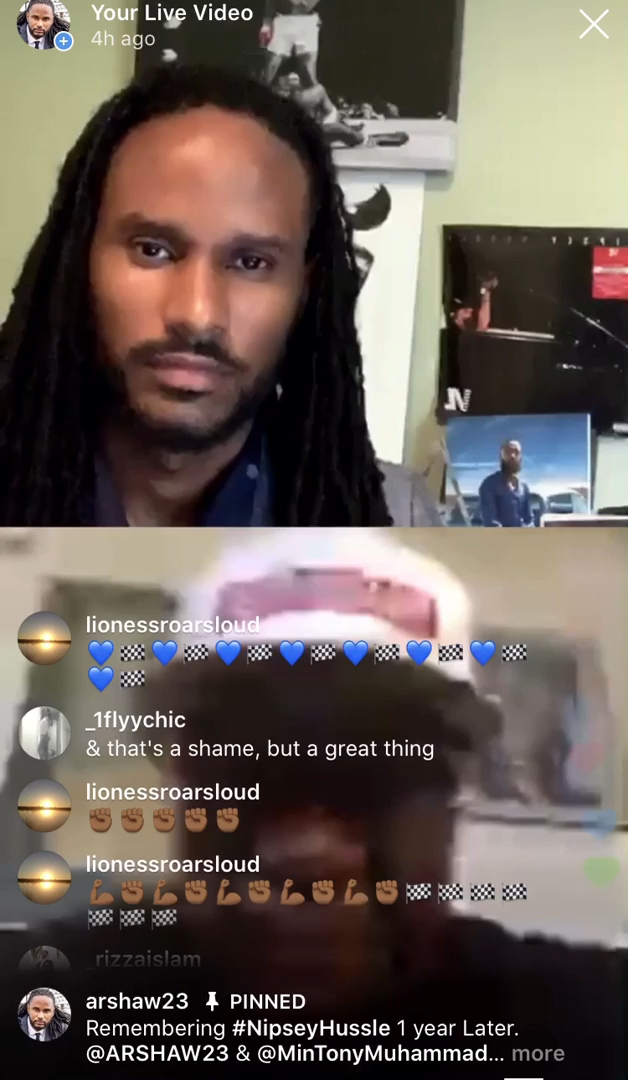 Your Live Video
4h ago
lionessroarsloud
💙🏁💙🏁💙🏁💙🏁💙🏁💙🏁💙🏁
💙🏁
_1flyychic
& that's a shame, but a great thing
lionessroarsloud
✊🏾✊🏾✊🏾✊🏾✊🏾
lionessroarsloud
💪🏾✊🏾💪🏾✊🏾💪🏾✊🏾💪🏾✊🏾💪🏾✊🏾🏁🏁🏁🏁
🏁🏁🏁
_rizzaislam
arshaw23 📌 PINNED
Remembering #NipseyHussle 1 year Later.
@ARSHAW23 & @MinTonyMuhammad... more